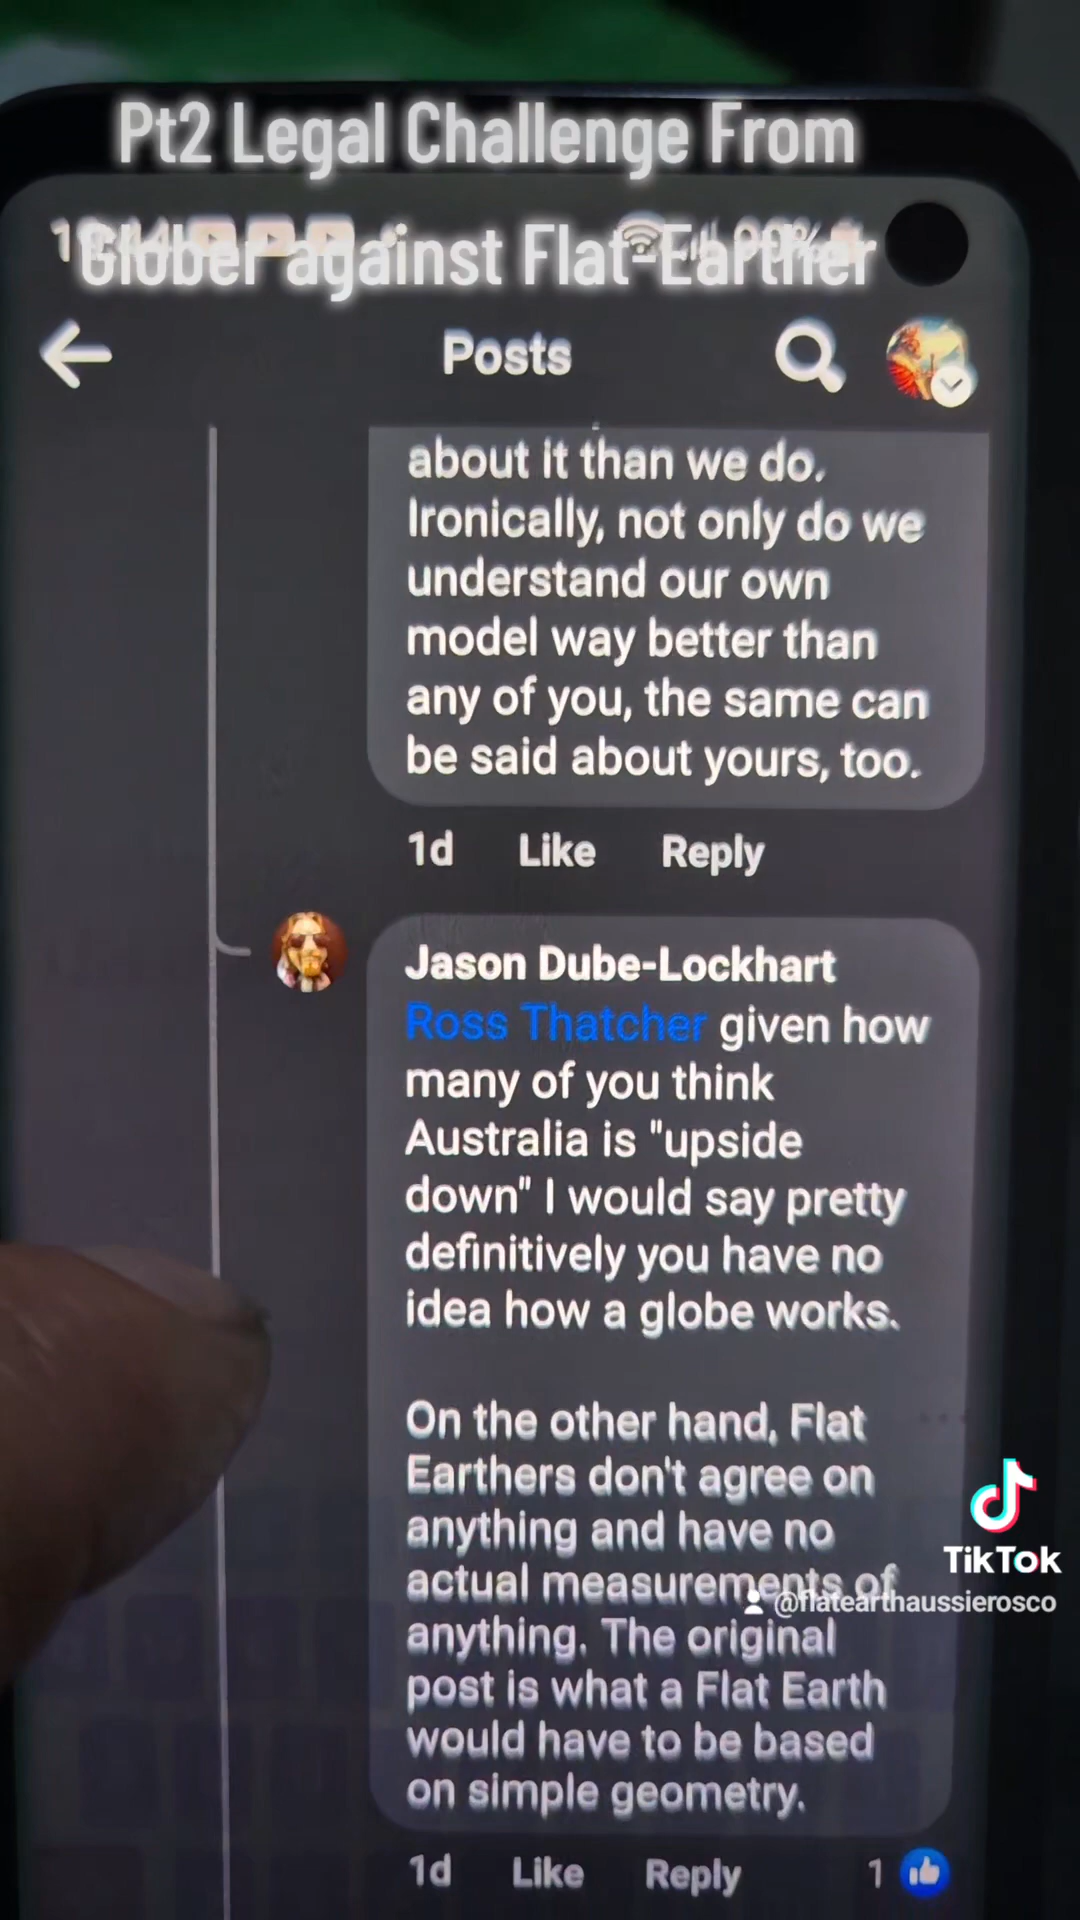 Pt2 Legal Challenge From
Glober against Flat-Earther
Posts
about it than we do.
Ironically, not only do we
understand our own
model way better than
any of you, the same can
be said about yours, too.
1d Like Reply
Jason Dube-Lockhart
Ross Thatcher given how
many of you think
Australia is "upside
down" I would say pretty
definitively you have no
idea how a globe works.
On the other hand, Flat
Earthers don't agree on
anything and have no
actual measurements of
anything. The original
post is what a Flat Earth
would have to be based
on simple geometry.
1d Like Reply 1
TikTok
@flatearthaussierosco